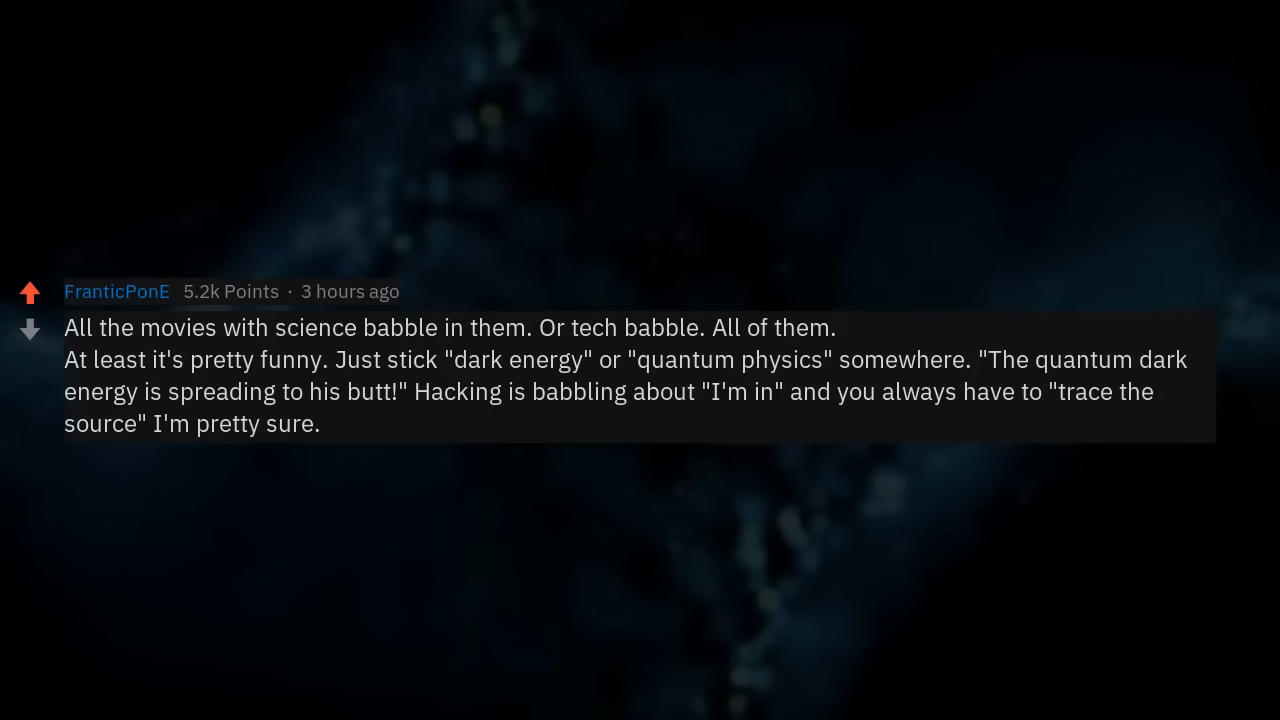 FranticPonE 5.2k Points · 3 hours ago
All the movies with science babble in them. Or tech babble. All of them.
At least it's pretty funny. Just stick "dark energy" or "quantum physics" somewhere. "The quantum dark
energy is spreading to his butt!" Hacking is babbling about "I'm in" and you always have to "trace the
source" I'm pretty sure.